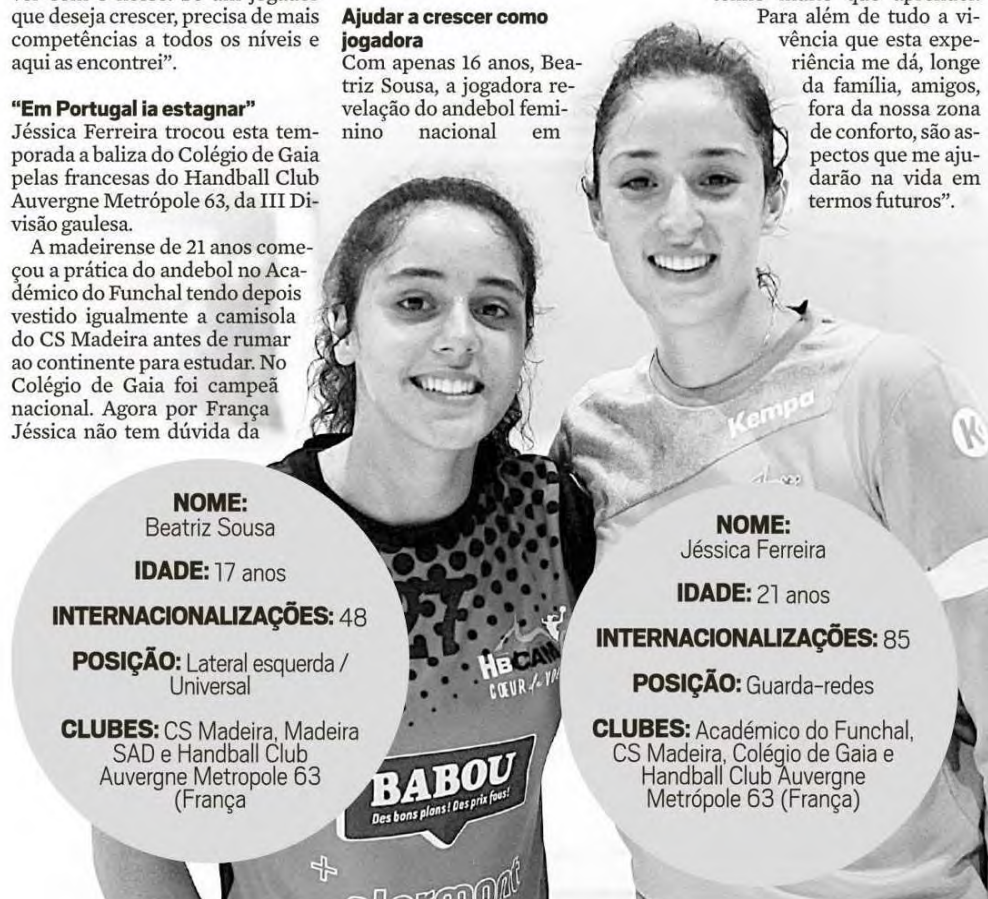 que deseja crescer, precisa de mais
competências a todos os níveis e
aqui as encontrei”.
“Em Portugal ia estagnar”
Jéssica Ferreira trocou esta tem-
porada a baliza do Colégio de Gaia
pelas francesas do Handball Club
Auvergne Metrópole 63, da III Di-
visão gaulesa.
A madeirense de 21 anos come-
çou a prática do andebol no Aca-
démico do Funchal tendo depois
vestido igualmente a camisola
do CS Madeira antes de rumar
ao continente para estudar. No
Colégio de Gaia foi campeã
nacional. Agora por França
Jéssica não tem dúvida da
Ajudar a crescer como
jogadora
Com apenas 16 anos, Bea-
triz Sousa, a jogadora re-
velação do andebol femi-
nino nacional em
Para além de tudo a vi-
vência que esta expe-
riência me dá, longe
da família, amigos,
fora da nossa zona
de conforto, são as-
pectos que me aju-
darão na vida em
termos futuros”.
Kempa
K
NOME:
Beatriz Sousa
IDADE: 17 anos
INTERNACIONALIZAÇÕES: 48
POSIÇÃO: Lateral esquerda /
Universal
CLUBES: CS Madeira, Madeira
SAD e Handball Club
Auvergne Metropole 63
(França
NOME:
Jéssica Ferreira
IDADE: 21 anos
INTERNACIONALIZAÇÕES: 85
POSIÇÃO: Guarda-redes
CLUBES: Académico do Funchal,
CS Madeira, Colégio de Gaia e
Handball Club Auvergne
Metrópole 63 (França)
HBCAM
CŒUR
BABOU
Des bons plans! Des prix fous!
clermont